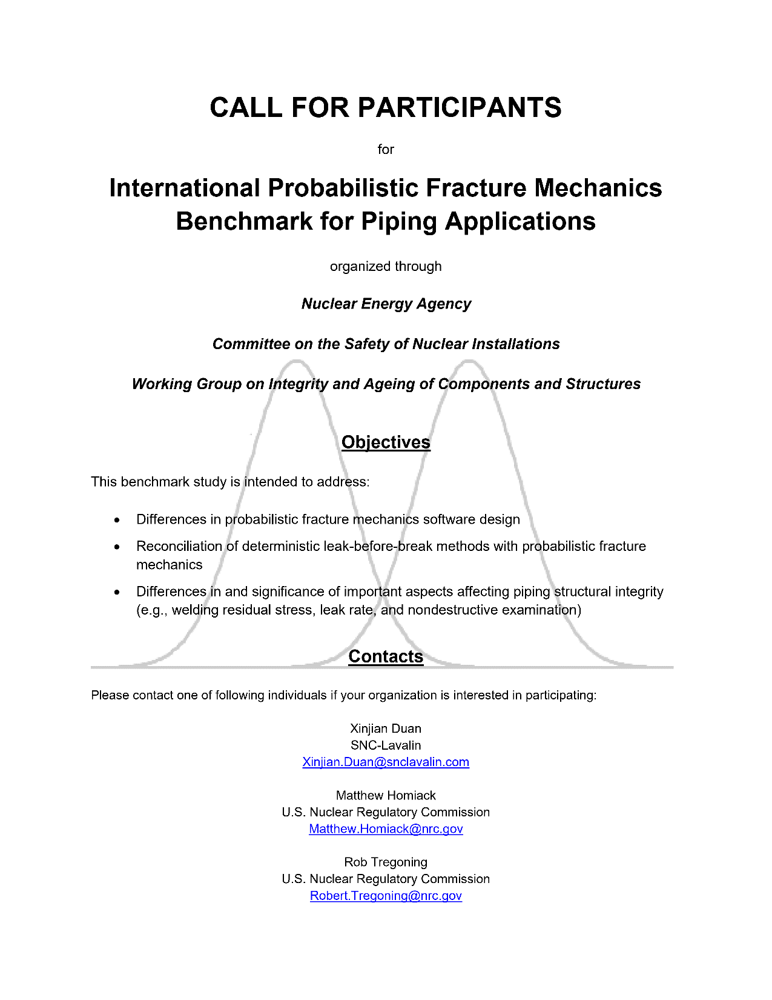 CALL FOR PARTICIPANTS
for
International Probabilistic Fracture Mechanics
Benchmark for Piping Applications
organized through
Nuclear Energy Agency
Committee on the Safety of Nuclear Installations
Working Group on Integrity and Ageing of Components and Structures
Objectives
This benchmark study is intended to address:
• Differences in probabilistic fracture mechanics software design
• Reconciliation of deterministic leak-before-break methods with probabilistic fracture
mechanics
• Differences in and significance of important aspects affecting piping structural integrity
(e.g., welding residual stress, leak rate, and nondestructive examination)
Contacts
Please contact one of following individuals if your organization is interested in participating:
Xinjian Duan
SNC-Lavalin
Xinjian.Duan@snclavalin.com
Matthew Homiack
U.S. Nuclear Regulatory Commission
Matthew.Homiack@nrc.gov
Rob Tregoning
U.S. Nuclear Regulatory Commission
Robert.Tregoning@nrc.gov